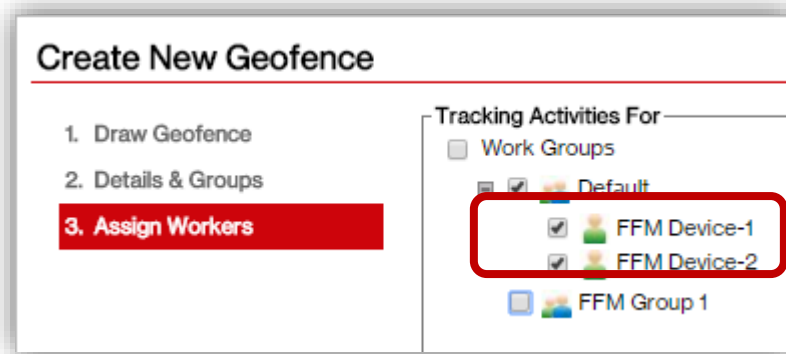 Create New Geofence
1. Draw Geofence
2. Details & Groups
3. Assign Workers
Tracking Activities For
Work Groups
Default
FFM Device-1
FFM Device-2
FFM Group 1